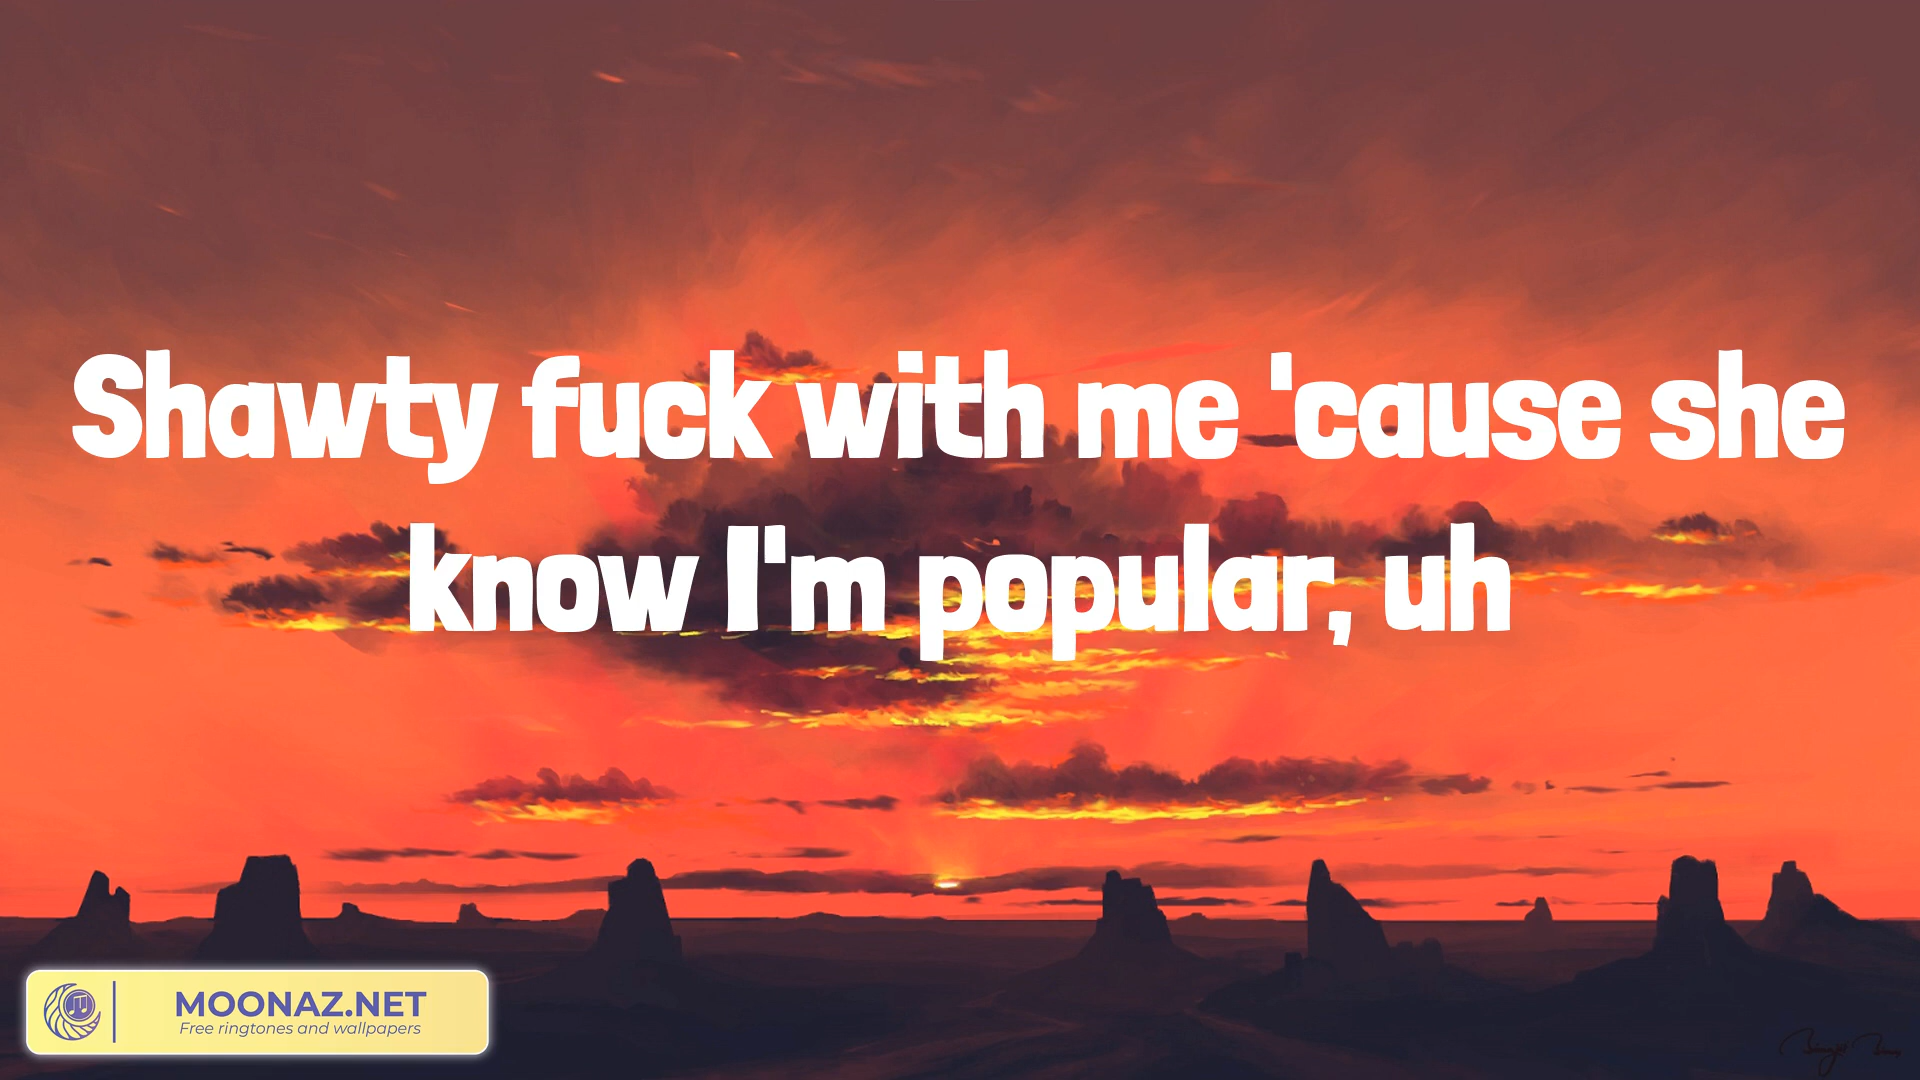 Shawty fuck with me 'cause she
know I'm popular, uh
MOONAZ.NET
Free ringtones and wallpapers